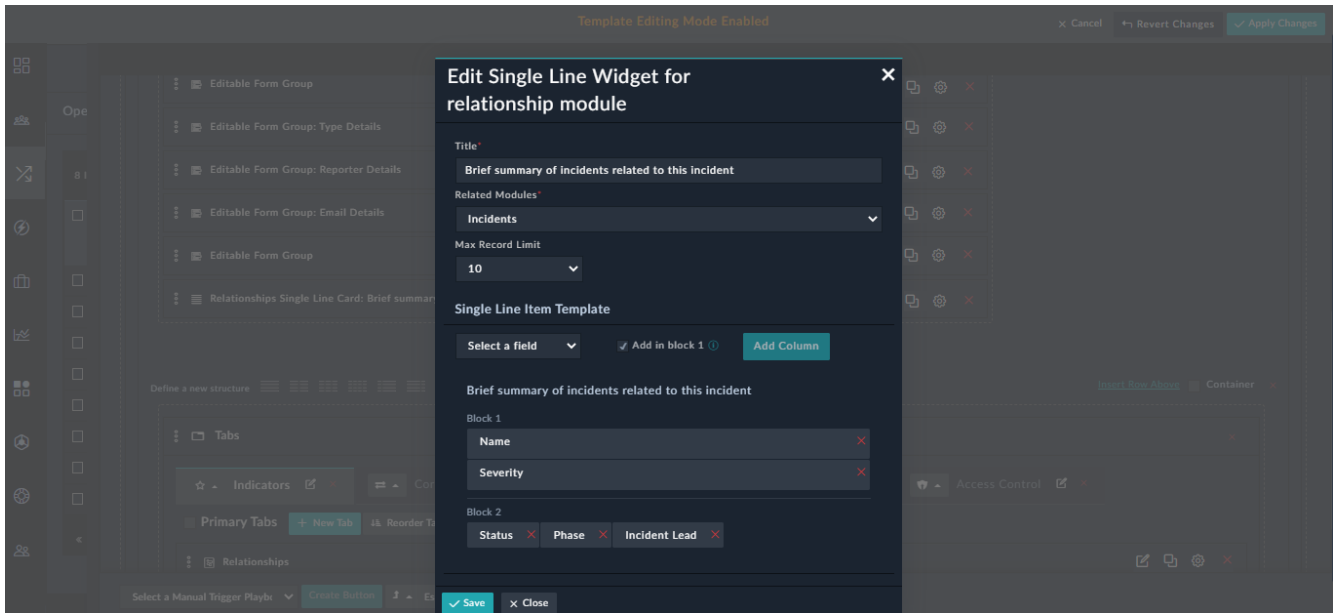 Template Editing Mode Enabled
Cancel
Revert Changes
Apply Changes
Editable Form Group
Ope
Editable Form Group: Type Details
Editable Form Group: Reporter Details
Editable Form Group: Email Details
Editable Form Group
Relationships Single Line Card: Brief summar
Edit Single Line Widget for
relationship module
Title*
Brief summary of incidents related to this incident
Related Modules*
Incidents
Max Record Limit
10
Single Line Item Template
Select a field
Add in block 1
Add Column
Brief summary of incidents related to this incident
Block 1
Name
Severity
Block 2
Status
Phase
Incident Lead
Save
Close
Define a new structure
Insert Row Above
Container
Tabs
Indicators
Access Control
Primary Tabs
+ New Tab
Reorder Ta
Relationships
Select a Manual Trigger Playb
Create Button